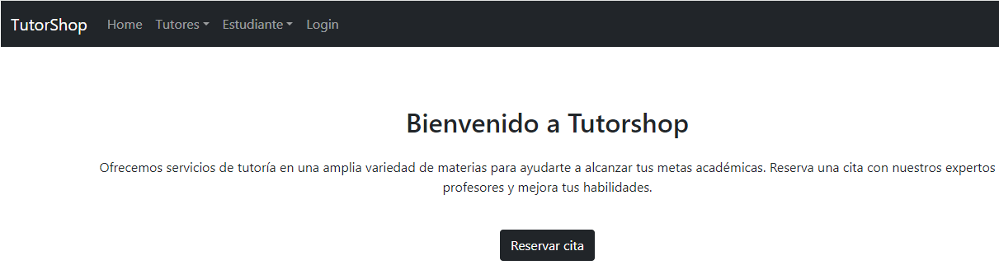 TutorShop Home Tutores Estudiante Login
Bienvenido a Tutorshop
Ofrecemos servicios de tutoría en una amplia variedad de materias para ayudarte a alcanzar tus metas académicas. Reserva una cita con nuestros expertos
profesores y mejora tus habilidades.
Reservar cita